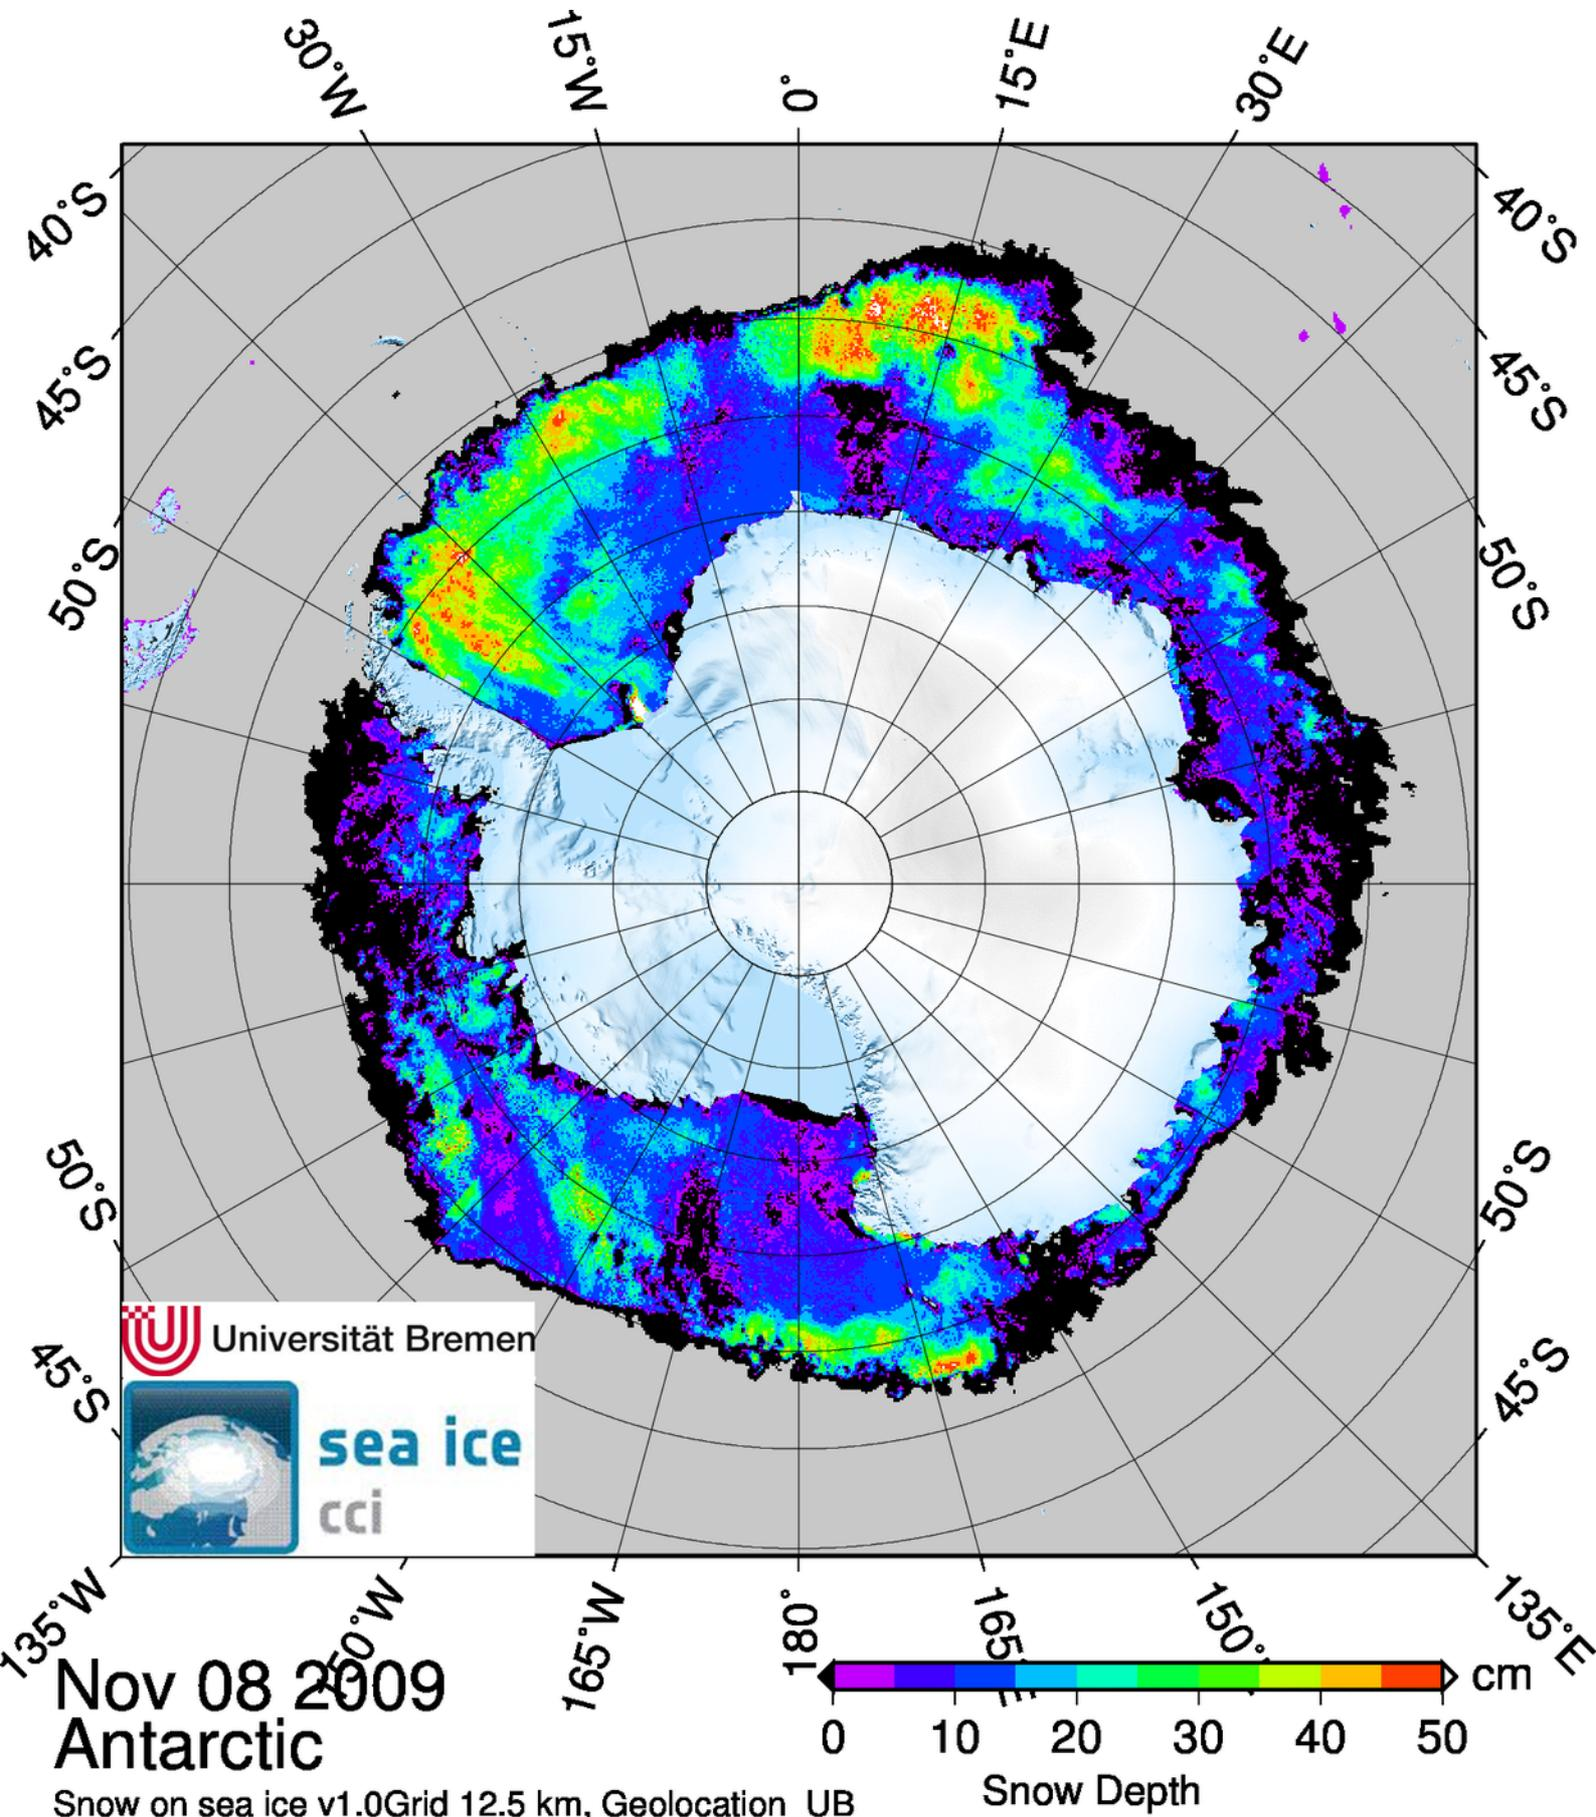 30°W
15°W
0°
15°E
30°E
40°S
40°S
45°S
45°S
50°S
50°S
50°S
50°S
45°S
45°S
Universität Bremen
sea ice
cci
135°W
165°W
180°
135°E
Nov 08 2009
Antarctic
Snow on sea ice v1.0Grid 12.5 km, Geolocation UB
cm
0 10 20 30 40 50
Snow Depth